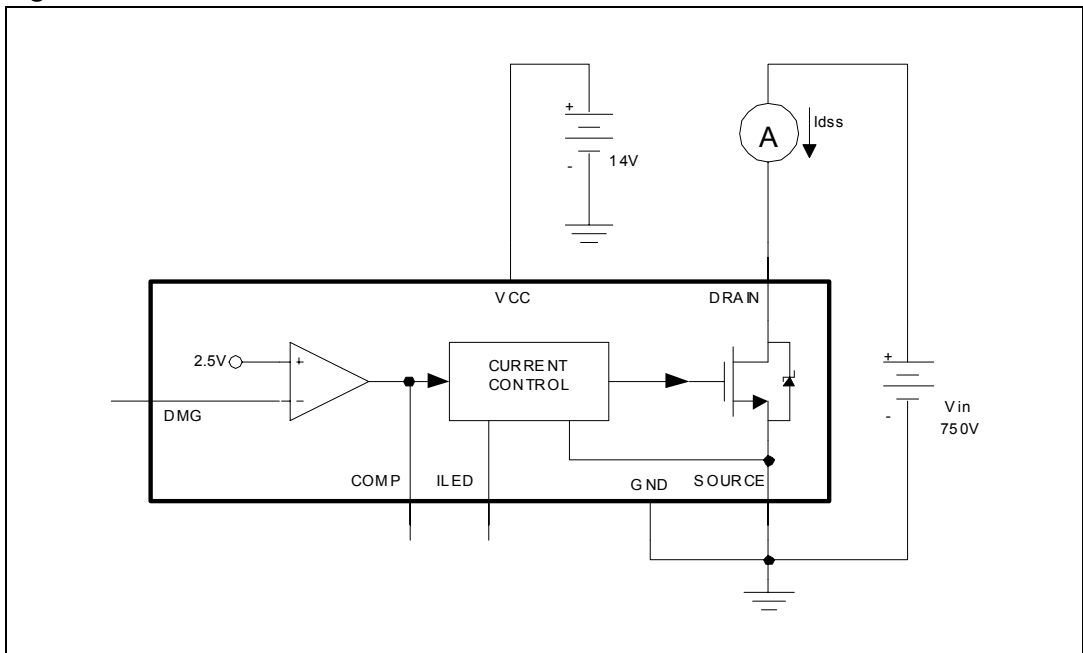 +
14V
-
A
Idss
VCC
DRAIN
2.5V
+
-
DMG
CURRENT
CONTROL
COMP
ILED
GND
SOURCE
+
Vin
750V
-